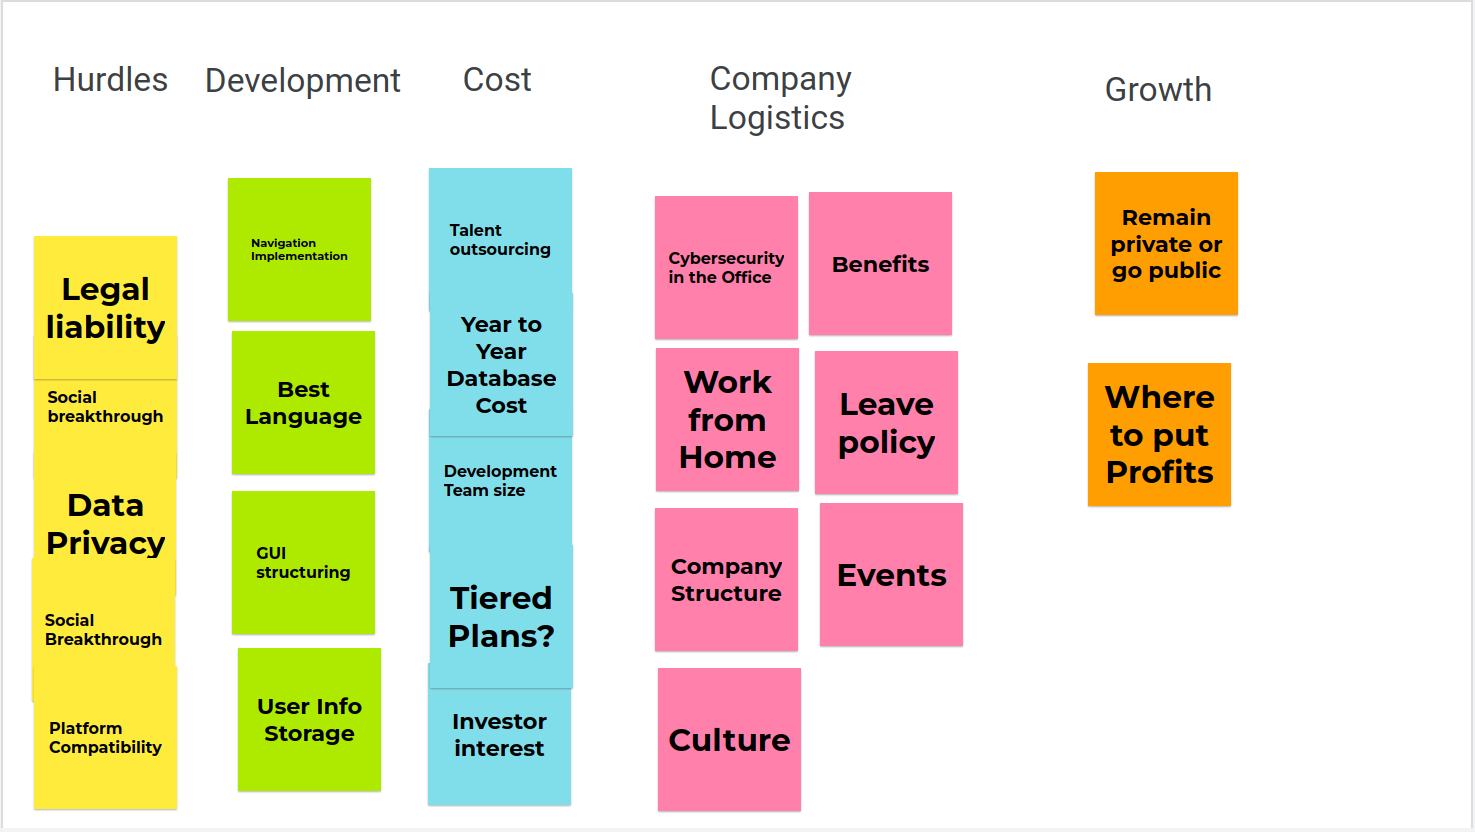 Hurdles
Development
Cost
Company
Logistics
Growth
Legal
liability
Social
breakthrough
Data
Privacy
Social
Breakthrough
Platform
Compatibility
Navigation
Implementation
Best
Language
GUI
structuring
User Info
Storage
Talent
outsourcing
Year to
Year
Database
Cost
Development
Team size
Tiered
Plans?
Investor
interest
Cybersecurity
in the Office
Benefits
Work
from
Home
Leave
policy
Company
Structure
Events
Culture
Remain
private or
go public
Where
to put
Profits